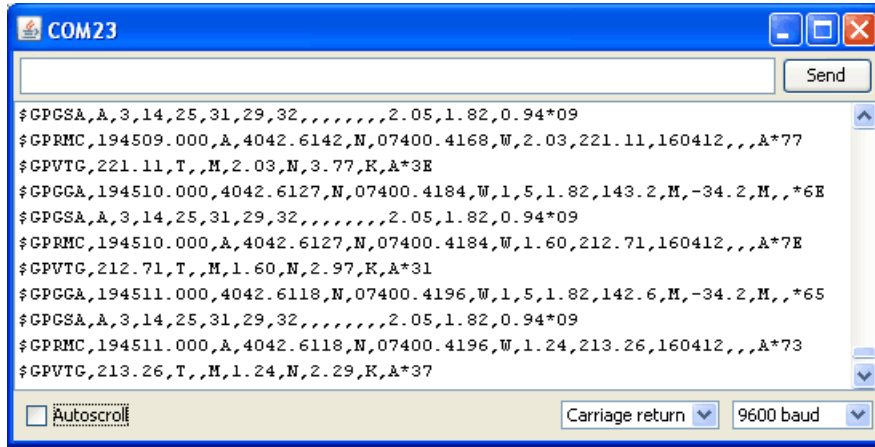 COM23
Send
$GPGSA,A,3,14,25,31,29,32,,,,,,,,2.05,1.82,0.94*09
$GPRMC,194509.000,A,4042.6142,N,07400.4168,W,2.03,221.11,160412,,,A*77
$GPVTG,221.11,T,,M,2.03,N,3.77,K,A*3E
$GPGGA,194510.000,4042.6127,N,07400.4184,W,1,5,1.82,143.2,M,-34.2,M,,*6E
$GPGSA,A,3,14,25,31,29,32,,,,,,,,2.05,1.82,0.94*09
$GPRMC,194510.000,A,4042.6127,N,07400.4184,W,1.60,212.71,160412,,,A*7E
$GPVTG,212.71,T,,M,1.60,N,2.97,K,A*31
$GPGGA,194511.000,4042.6118,N,07400.4196,W,1,5,1.82,142.6,M,-34.2,M,,*65
$GPGSA,A,3,14,25,31,29,32,,,,,,,,2.05,1.82,0.94*09
$GPRMC,194511.000,A,4042.6118,N,07400.4196,W,1.24,213.26,160412,,,A*73
$GPVTG,213.26,T,,M,1.24,N,2.29,K,A*37
Autoscroll Carriage return 9600 baud